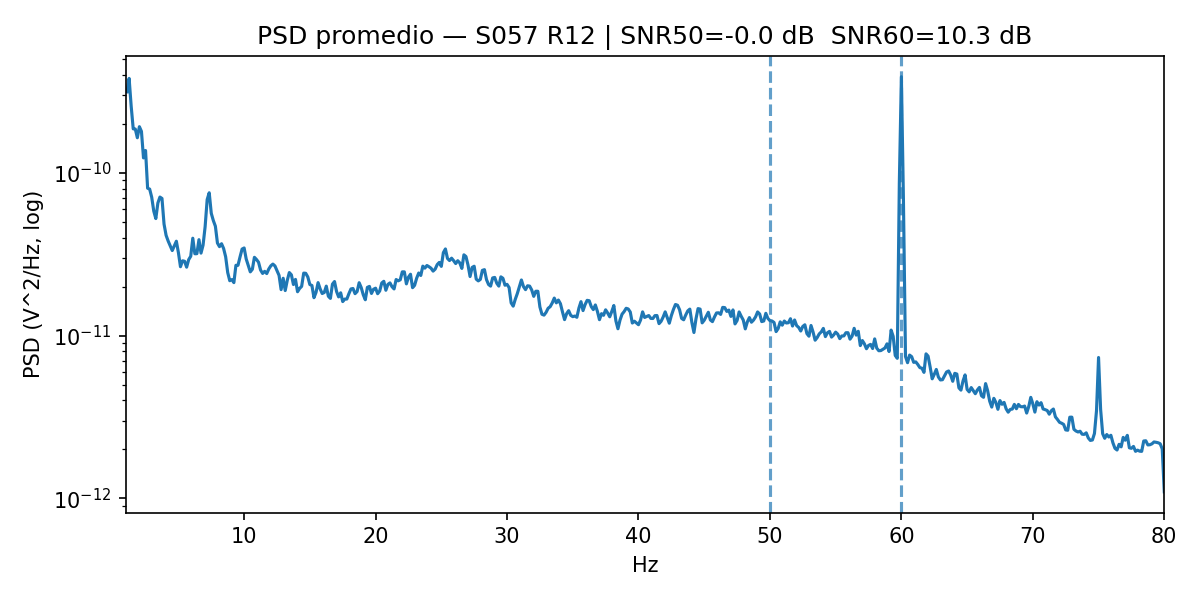 PSD promedio — S057 R12 | SNR50=-0.0 dB  SNR60=10.3 dB
PSD (V^2/Hz, log)
10⁻¹⁰
10⁻¹¹
10⁻¹²
10 20 30 40 50 60 70 80
Hz